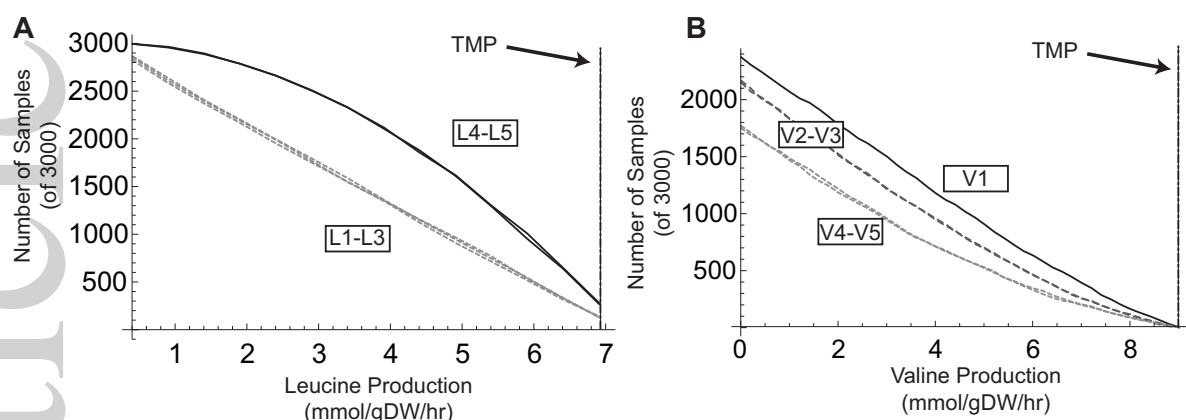 A
TMP
3000
2500
2000
1500
1000
500
Number of Samples
(of 3000)
L4-L5
L1-L3
1 2 3 4 5 6 7
Leucine Production
(mmol/gDW/hr)
B
TMP
2000
1500
1000
500
Number of Samples
(of 3000)
V2-V3
V1
V4-V5
0 2 4 6 8
Valine Production
(mmol/gDW/hr)